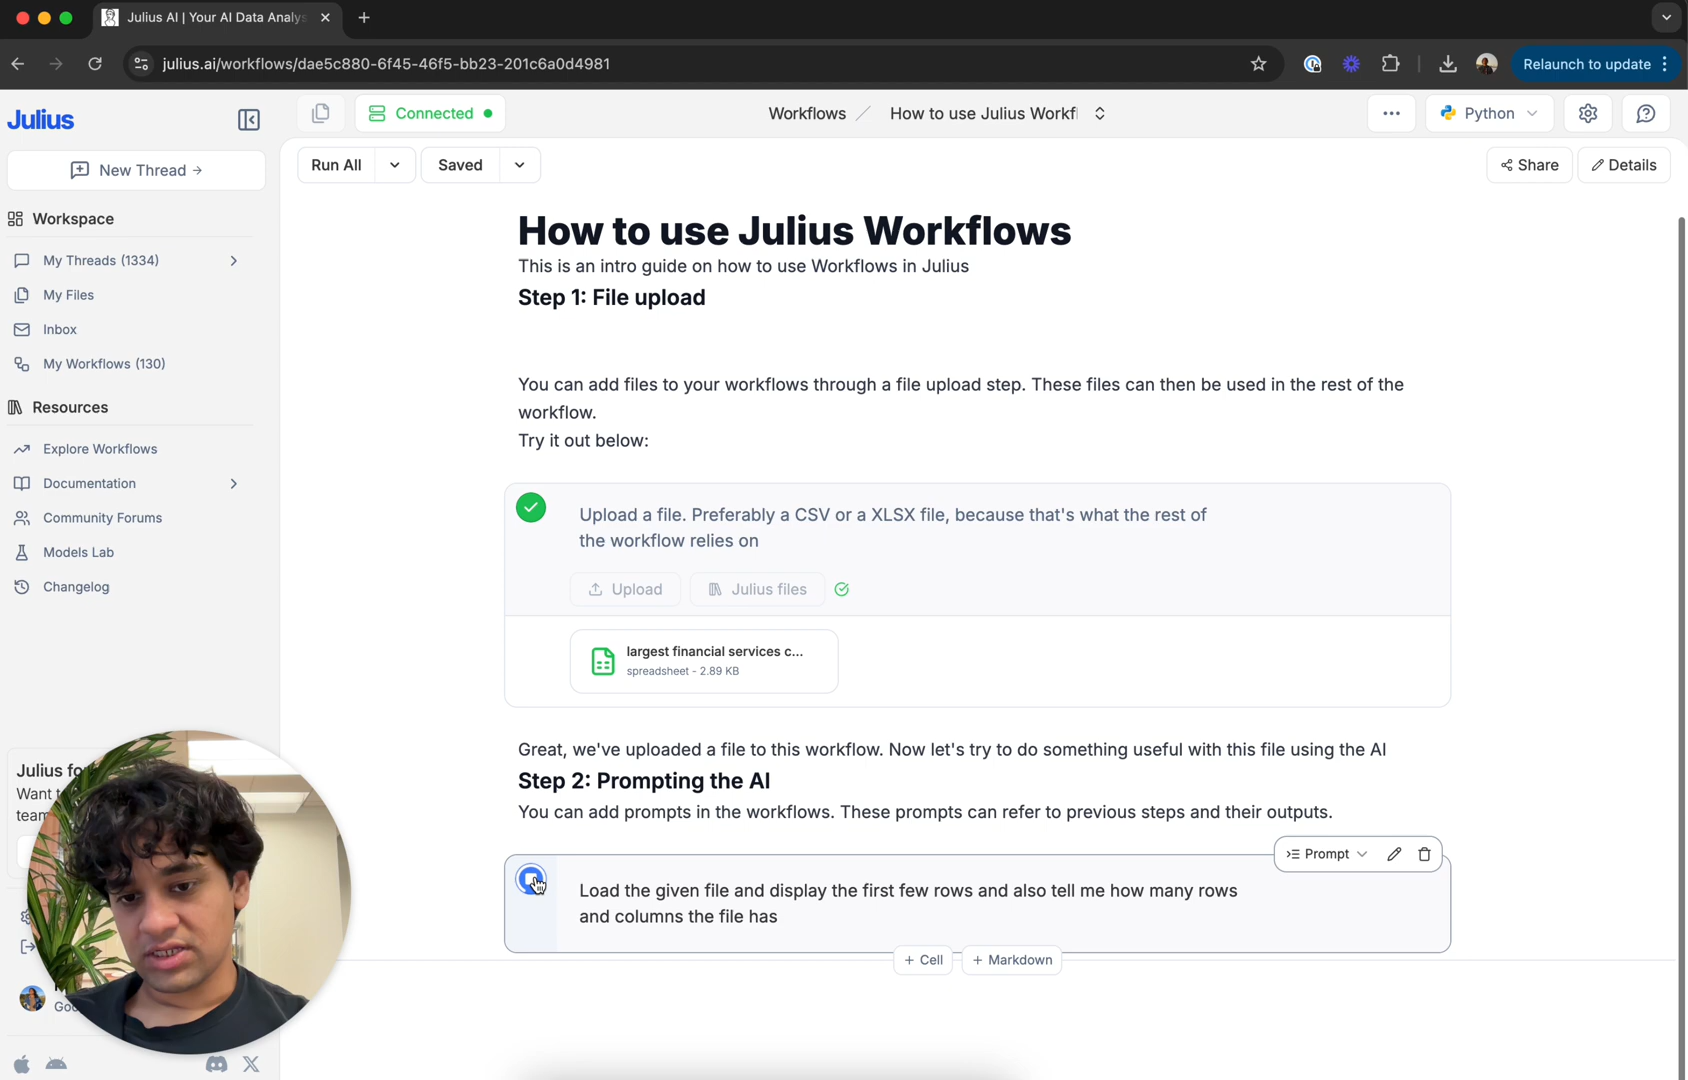 Julius AI | Your AI Data Analys
julius.ai/workflows/dae5c880-6f45-46f5-bb23-201c6a0d4981
Relaunch to update
Julius
Connected
Workflows / How to use Julius Workfl
Python
New Thread →
Run All
Saved
Share
Details
Workspace
My Threads (1334)
My Files
Inbox
My Workflows (130)
Resources
Explore Workflows
Documentation
Community Forums
Models Lab
Changelog
How to use Julius Workflows
This is an intro guide on how to use Workflows in Julius
Step 1: File upload
You can add files to your workflows through a file upload step. These files can then be used in the rest of the
workflow.
Try it out below:
Upload a file. Preferably a CSV or a XLSX file, because that's what the rest of
the workflow relies on
Upload
Julius files
largest financial services c...
spreadsheet - 2.89 KB
Great, we've uploaded a file to this workflow. Now let's try to do something useful with this file using the AI
Step 2: Prompting the AI
You can add prompts in the workflows. These prompts can refer to previous steps and their outputs.
Prompt
Load the given file and display the first few rows and also tell me how many rows
and columns the file has
+ Cell
+ Markdown
Julius fo
Want
team